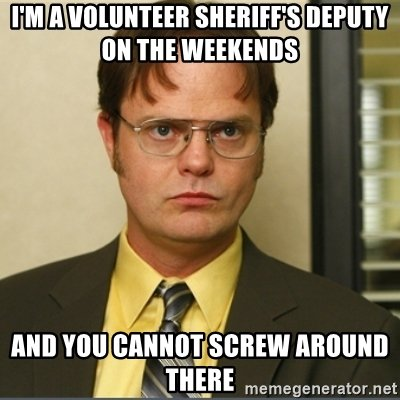 I'M A VOLUNTEER SHERIFF'S DEPUTY
ON THE WEEKENDS
AND YOU CANNOT SCREW AROUND
THERE
memegenerator.net